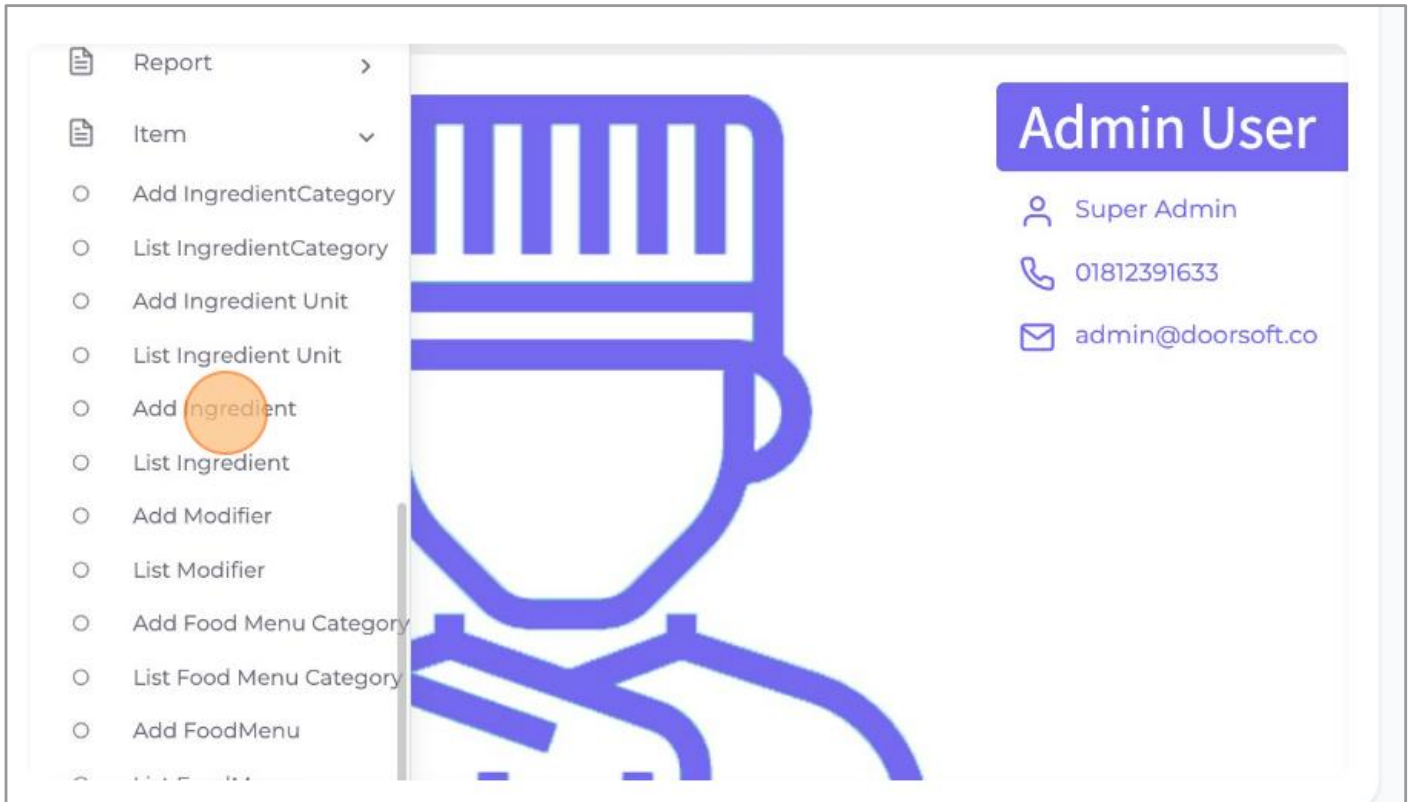 Report
Item
Add IngredientCategory
List IngredientCategory
Add Ingredient Unit
List Ingredient Unit
Add Ingredient
List Ingredient
Add Modifier
List Modifier
Add Food Menu Category
List Food Menu Category
Add FoodMenu
Admin User
Super Admin
01812391633
admin@doorsoft.co